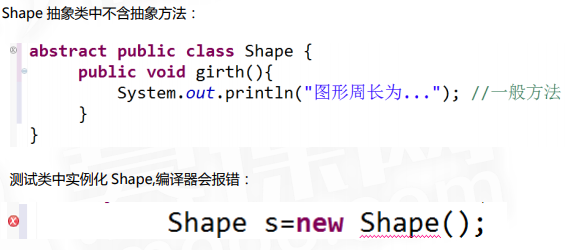 Shape 抽象类中不含抽象方法：
abstract public class Shape {
public void girth(){
System.out.println("图形周长为..."); //一般方法
}
}
测试类中实例化 Shape,编译器会报错：
Shape s=new Shape();